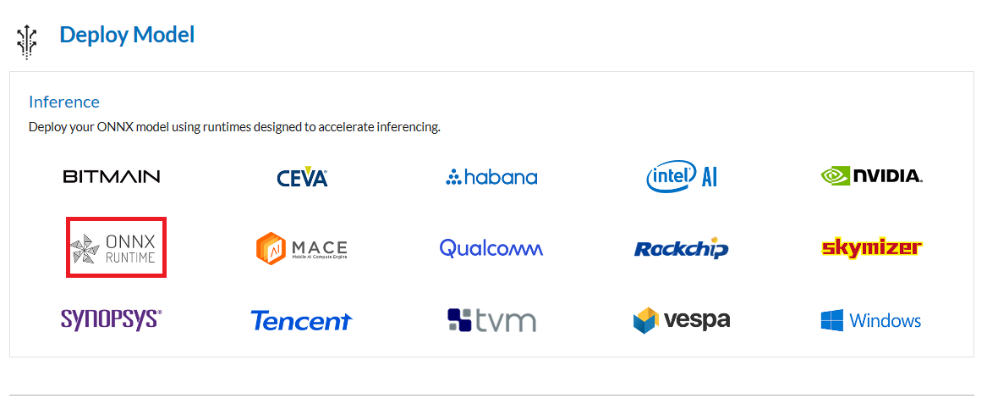 Deploy Model
Inference
Deploy your ONNX model using runtimes designed to accelerate inferencing.
BITMAIN
CEVA
habana
intel AI
NVIDIA.
ONNX
RUNTIME
AI
MACE
Mobile AI Compute Engine
Qualcomm
Rockchip
skymizer
SYNOPSYS®
Tencent
tvm
vespa
Windows